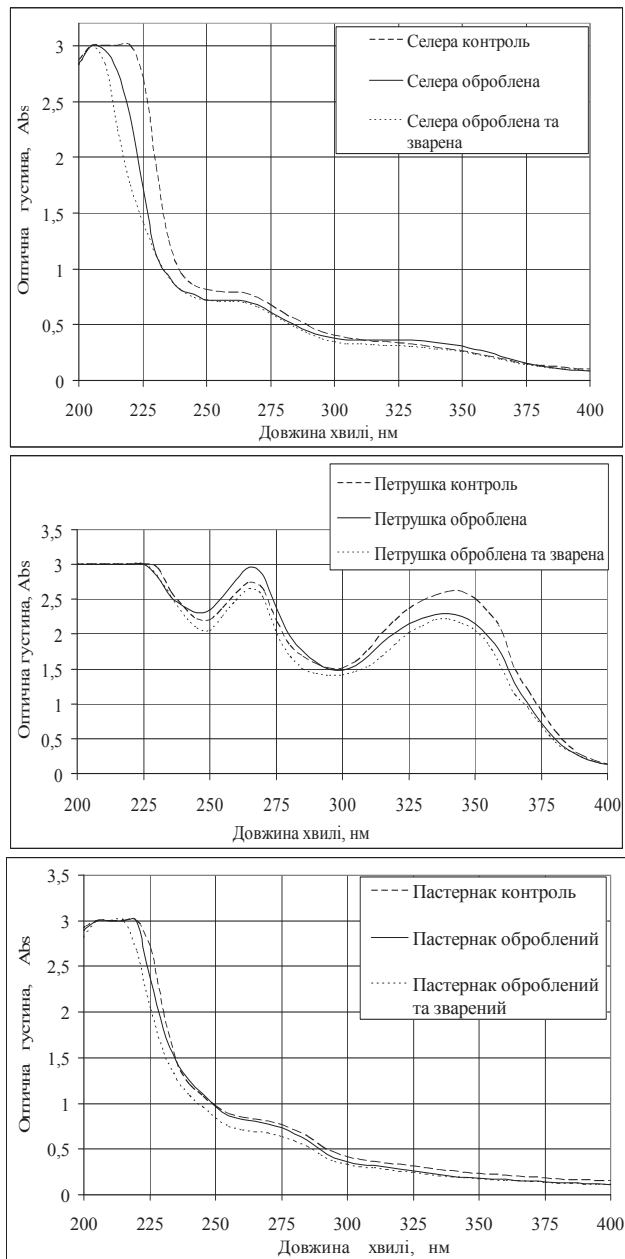 Селера контроль
Селера оброблена
Селера оброблена та
зварена
Оптична густина, Abs
3
2,5
2
1,5
1
0,5
0
200 225 250 275 300 325 350 375 400
Довжина хвилі, нм
Петрушка контроль
Петрушка оброблена
Петрушка оброблена та зварена
Оптична густина, Abs
3,5
3
2,5
2
1,5
1
0,5
0
200 225 250 275 300 325 350 375 400
Довжина хвилі, нм
Пастернак контроль
Пастернак оброблений
Пастернак оброблений
та зварений
Оптична густина, Abs
3,5
3
2,5
2
1,5
1
0,5
0
200 225 250 275 300 325 350 375 400
Довжина хвилі, нм